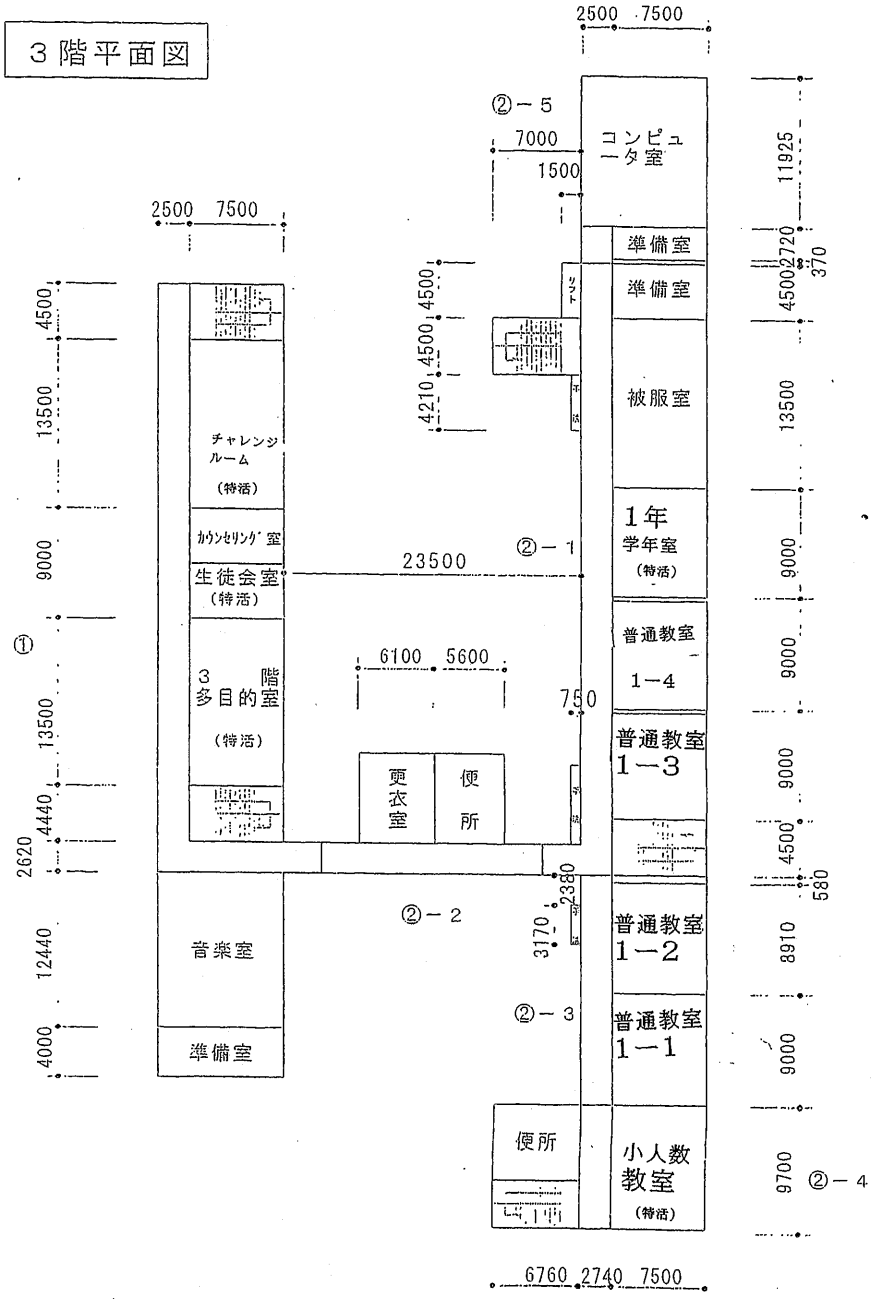 3階平面図
2500 7500
②-5
7000
1500
コンピュ
ータ室
11925
2500 7500
準備室
2720
370
4500
4500
リフト
準備室
4500
4500
4210
13500
チャレンジ
ルーム
(特活)
被服室
13500
9000
カウンセリング室
生徒会室
(特活)
23500
②-1
1年
学年室
(特活)
9000
①
13500
3 階
多目的室
(特活)
6100 5600
750
普通教室
1-4
9000
普通教室
1-3
9000
更衣室
便所
4440
2620
4500
580
2380
②-2
3170
12440
音楽室
普通教室
1-2
8910
②-3
普通教室
1-1
9000
4000
準備室
便所
小人数
教室
(特活)
9700
②-4
6760 2740 7500